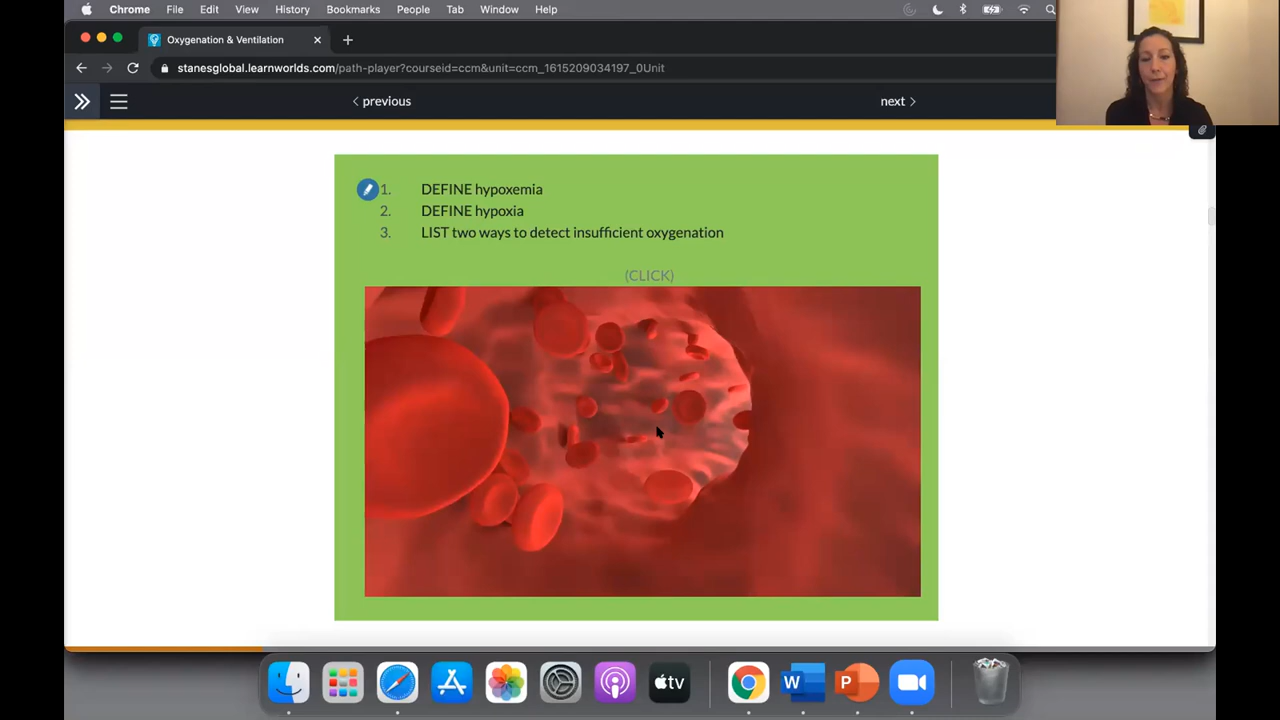 Chrome File Edit View History Bookmarks People Tab Window Help
Oxygenation & Ventilation
stanesglobal.learnworlds.com/path-player?courseid=ccm&unit=ccm_1615209034197_0Unit
previous next
1. DEFINE hypoxemia
2. DEFINE hypoxia
3. LIST two ways to detect insufficient oxygenation
(CLICK)
tv W P